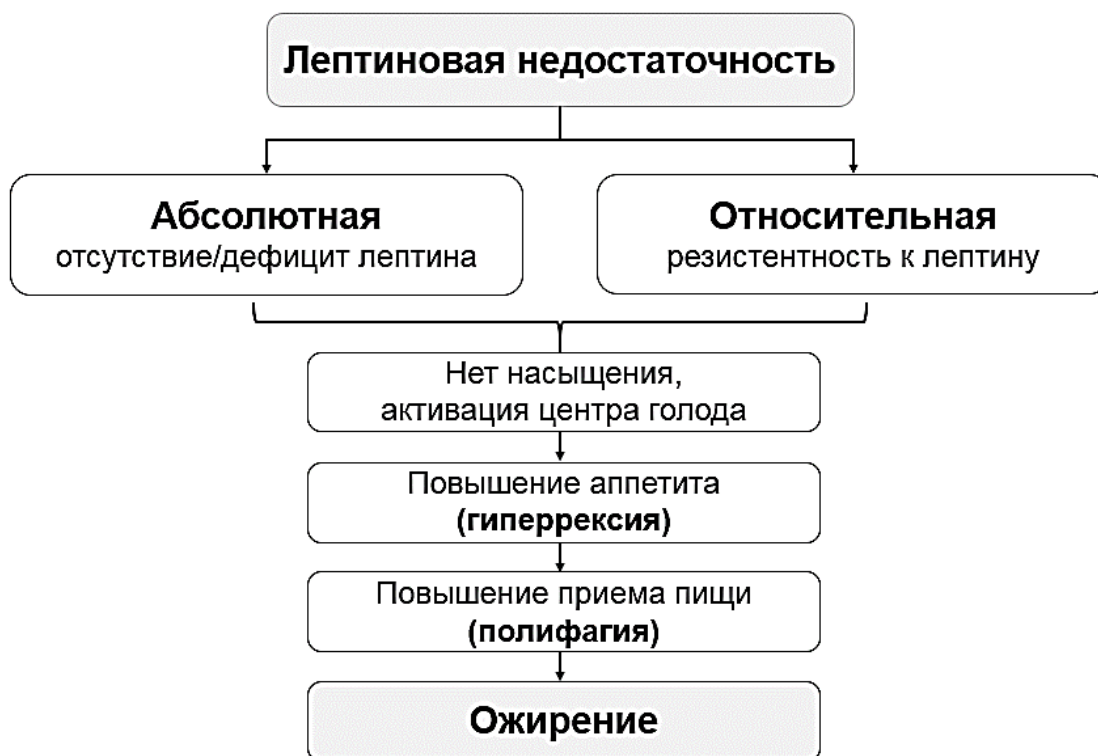 Лептиновая недостаточность
Абсолютная
отсутствие/дефицит лептина
Относительная
резистентность к лептину
Нет насыщения,
активация центра голода
Повышение аппетита
(гиперрексия)
Повышение приема пищи
(полифагия)
Ожирение